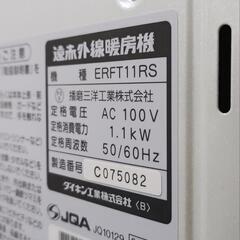 遠赤外線暖房機
種 ERFT11RS
播磨三洋工業株式会社
定格電圧 AC 100V
定格消費電力 1.1kW
定格周波数 50/60Hz
製造番号 C075082
ダイキン工業株式会社 〈B〉
JQA JQ10129